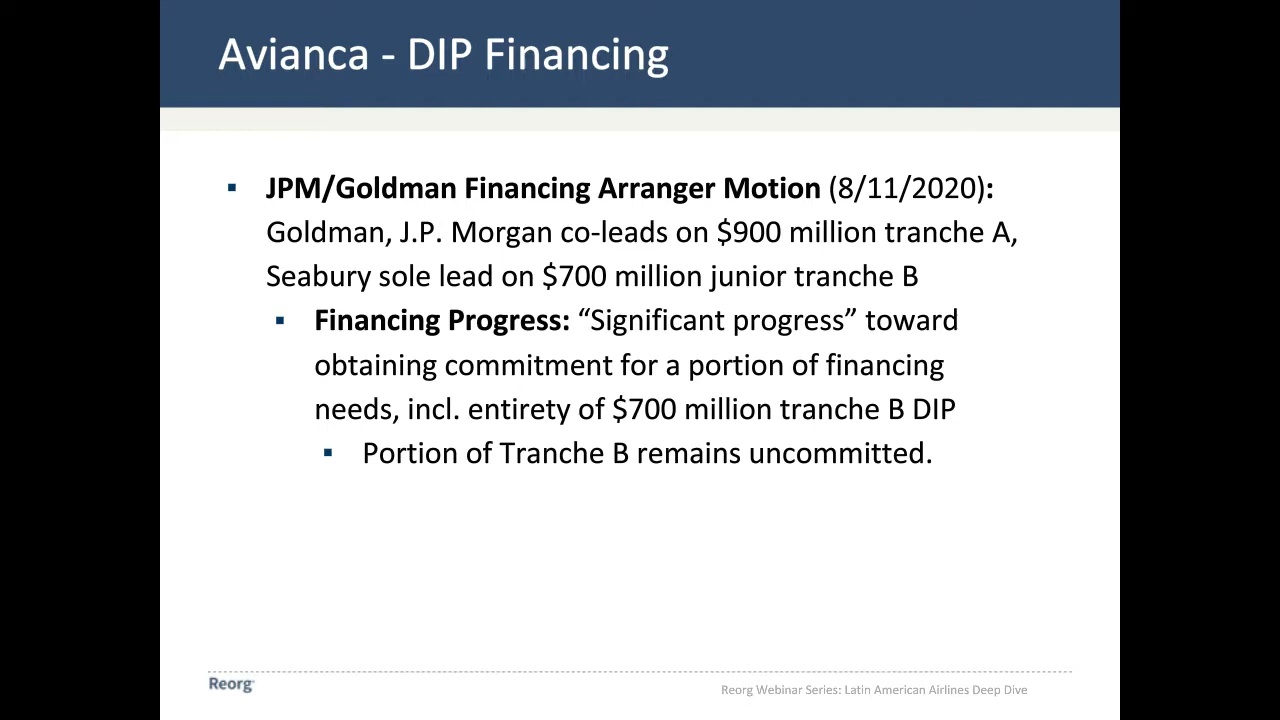 Avianca - DIP Financing
▪ JPM/Goldman Financing Arranger Motion (8/11/2020):
Goldman, J.P. Morgan co-leads on $900 million tranche A,
Seabury sole lead on $700 million junior tranche B
▪ Financing Progress: “Significant progress” toward
obtaining commitment for a portion of financing
needs, incl. entirety of $700 million tranche B DIP
▪ Portion of Tranche B remains uncommitted.
Reorg
Reorg Webinar Series: Latin American Airlines Deep Dive